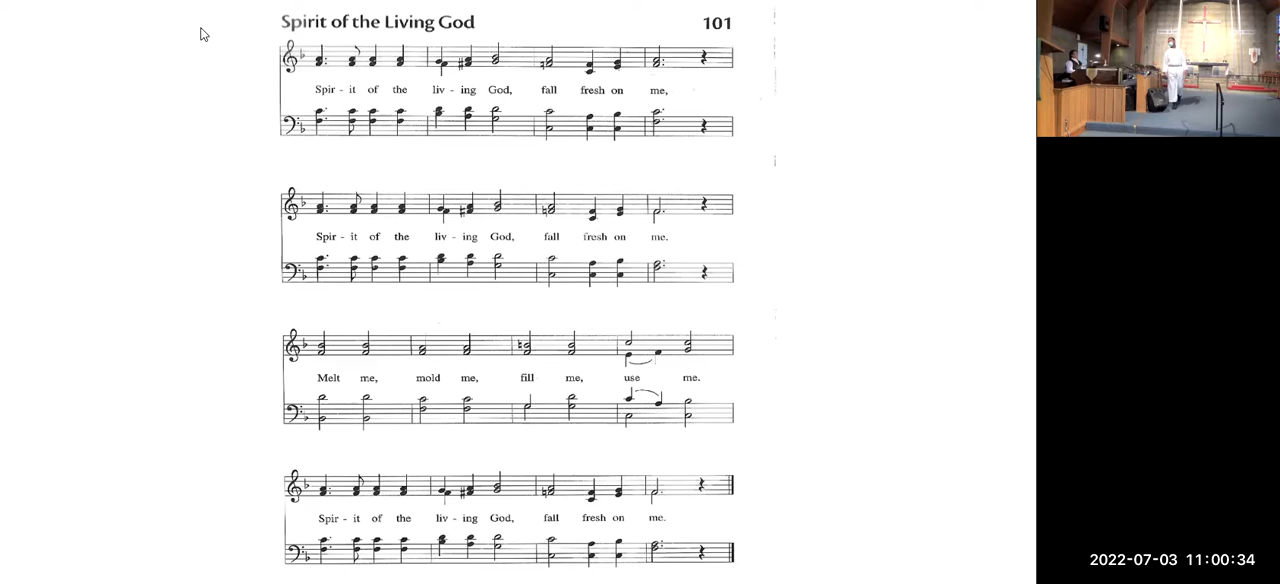 Spirit of the Living God 101
Spir - it of the liv - ing God, fall fresh on me,
Spir - it of the liv - ing God, fall fresh on me.
Melt me, mold me, fill me, use me.
Spir - it of the liv - ing God, fall fresh on me.
2022-07-03 11:00:34